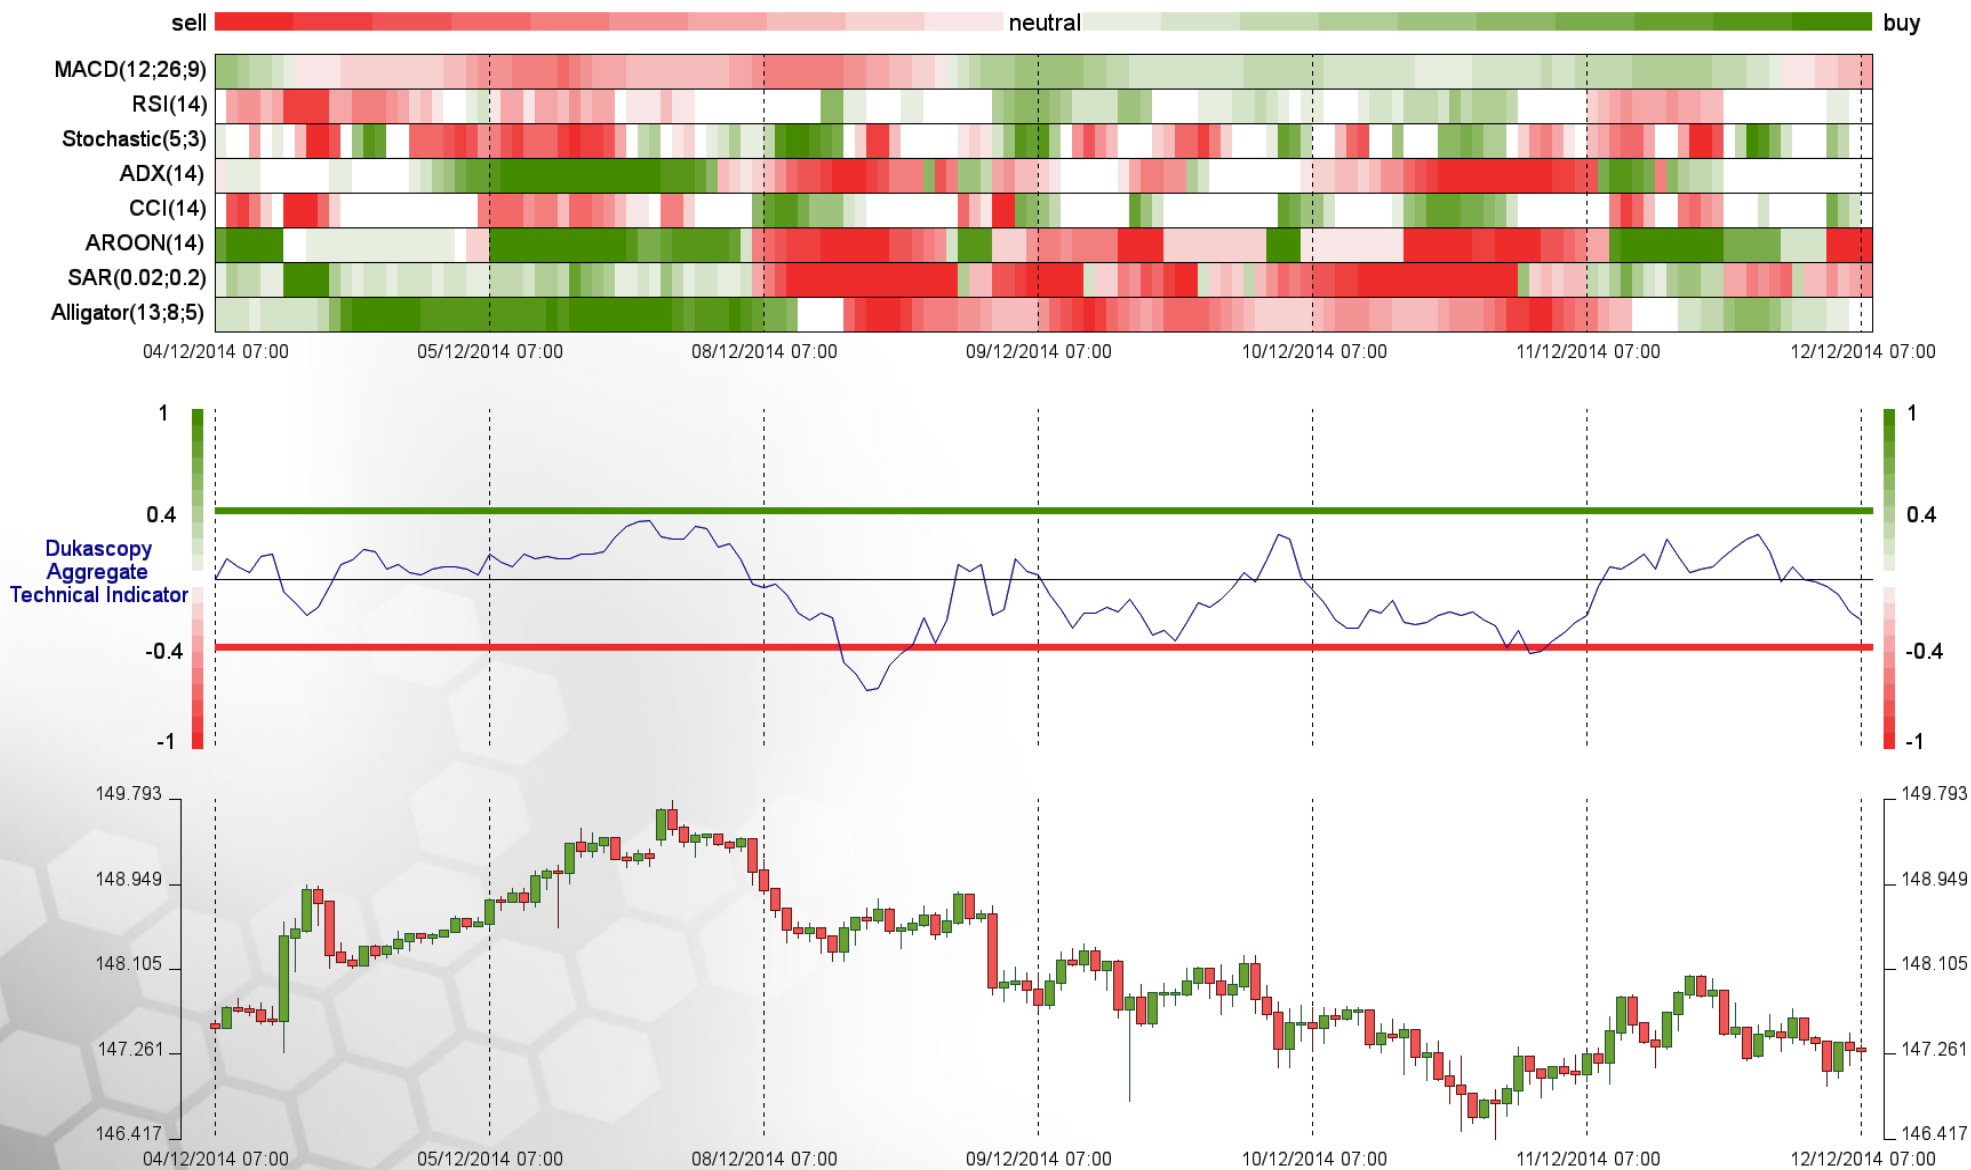 sell neutral buy
MACD(12;26;9)
RSI(14)
Stochastic(5;3)
ADX(14)
CCI(14)
AROON(14)
SAR(0.02;0.2)
Alligator(13;8;5)
04/12/2014 07:00 05/12/2014 07:00 08/12/2014 07:00 09/12/2014 07:00 10/12/2014 07:00 11/12/2014 07:00 12/12/2014 07:00
1 1
0.4 0.4
Dukascopy
Aggregate
Technical Indicator
-0.4 -0.4
-1 -1
149.793 149.793
148.949 148.949
148.105 148.105
147.261 147.261
146.417 146.417
04/12/2014 07:00 05/12/2014 07:00 08/12/2014 07:00 09/12/2014 07:00 10/12/2014 07:00 11/12/2014 07:00 12/12/2014 07:00